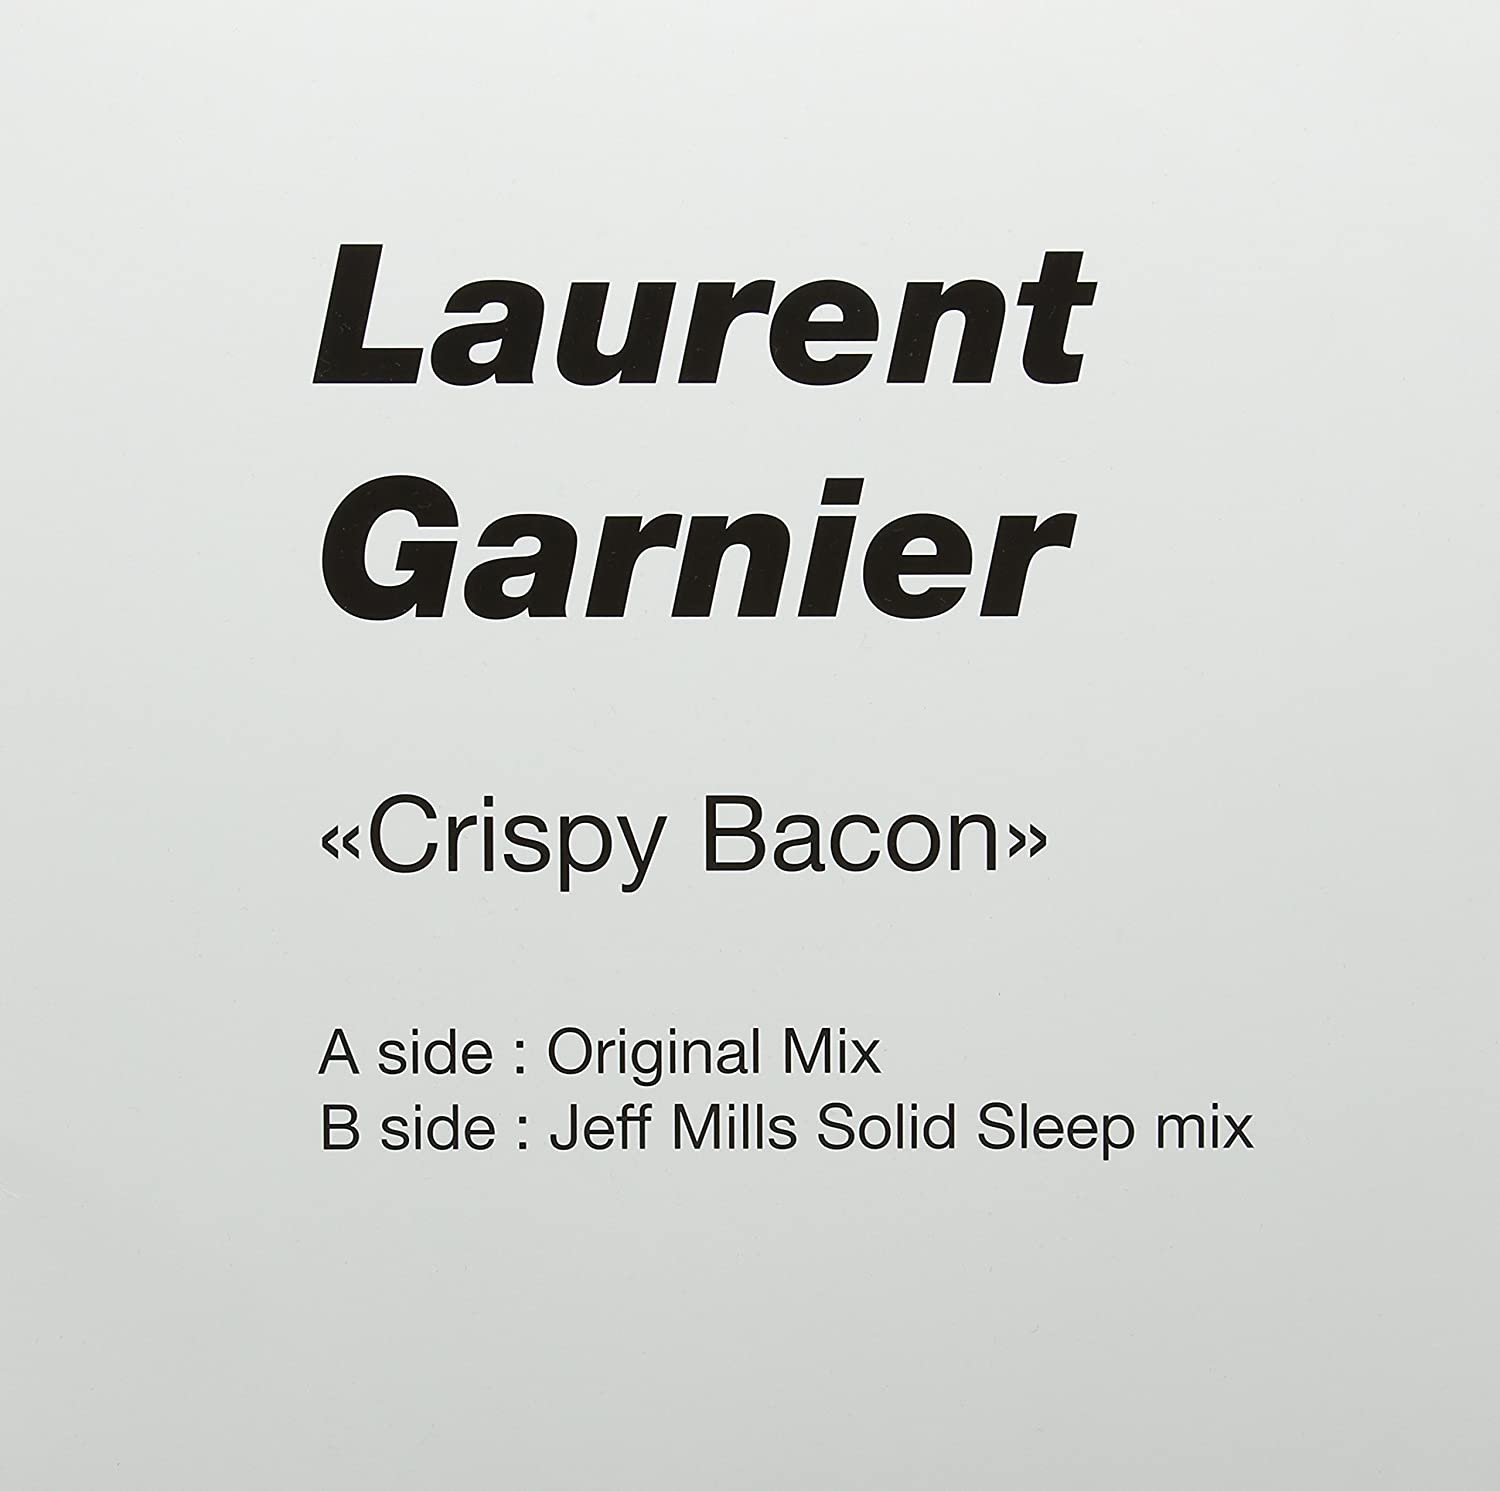 Laurent
Garnier
«Crispy Bacon»
A side : Original Mix
B side : Jeff Mills Solid Sleep mix